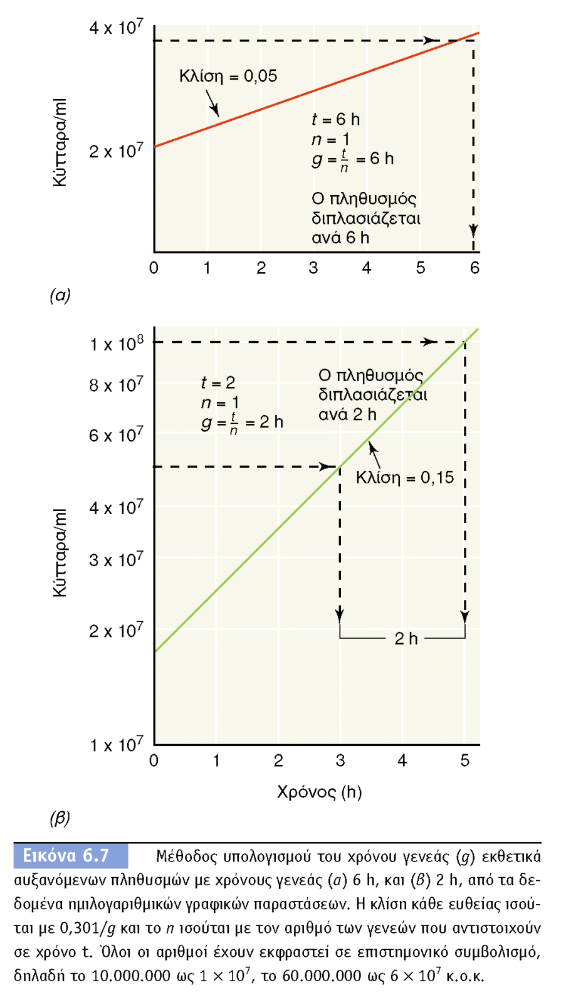 4 x 10⁷
Κλίση = 0,05
t = 6 h
n = 1
g = t/n = 6 h
2 x 10⁷
Κύτταρα/ml
Ο πληθυσμός
διπλασιάζεται
ανά 6 h
0 1 2 3 4 5 6
(α)
1 x 10⁸
8 x 10⁷
6 x 10⁷
4 x 10⁷
3 x 10⁷
2 x 10⁷
1 x 10⁷
Κύτταρα/ml
t = 2
n = 1
g = t/n = 2 h
Ο πληθυσμός
διπλασιάζεται
ανά 2 h
Κλίση = 0,15
2 h
0 1 2 3 4 5
Χρόνος (h)
(β)
Εικόνα 6.7 Μέθοδος υπολογισμού του χρόνου γενεάς (g) εκθετικά
αυξανόμενων πληθυσμών με χρόνους γενεάς (α) 6 h, και (β) 2 h, από τα δε-
δομένα ημιλογαριθμικών γραφικών παραστάσεων. Η κλίση κάθε ευθείας ισού-
ται με 0,301/g και το n ισούται με τον αριθμό των γενεών που αντιστοιχούν
σε χρόνο t. Όλοι οι αριθμοί έχουν εκφραστεί σε επιστημονικό συμβολισμό,
δηλαδή το 10.000.000 ως 1 × 10⁷, το 60.000.000 ως 6 × 10⁷ κ.ο.κ.